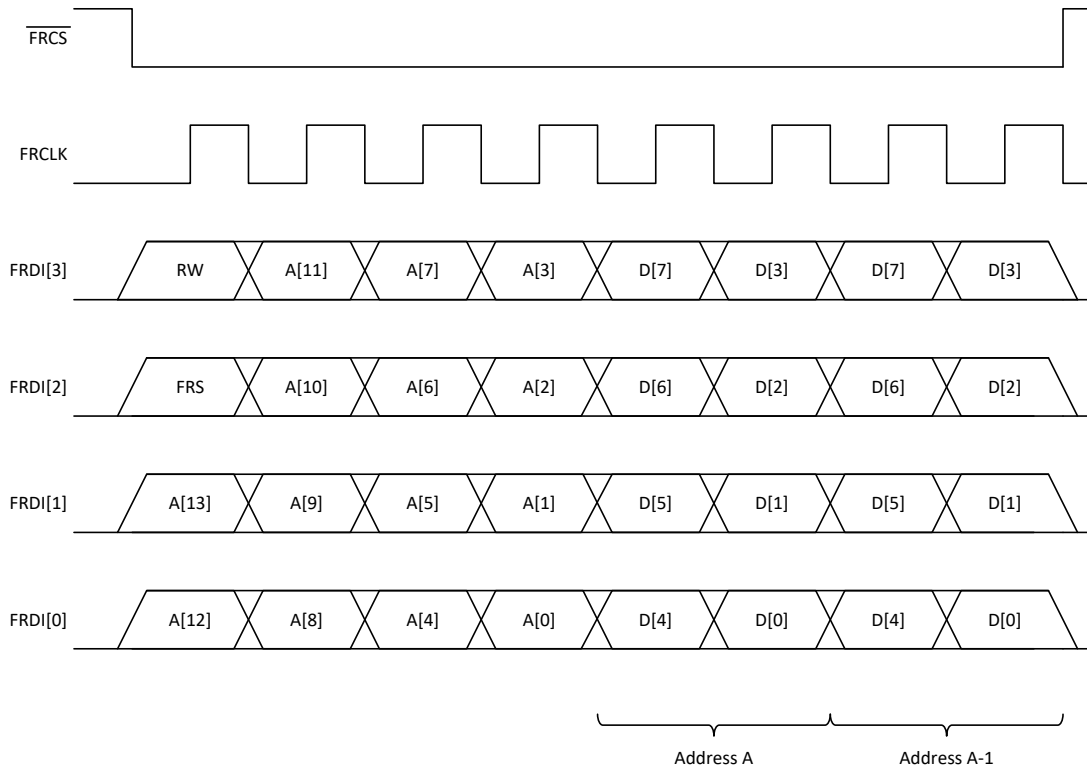 FRCS
FRCLK
FRDI[3] RW A[11] A[7] A[3] D[7] D[3] D[7] D[3]
FRDI[2] FRS A[10] A[6] A[2] D[6] D[2] D[6] D[2]
FRDI[1] A[13] A[9] A[5] A[1] D[5] D[1] D[5] D[1]
FRDI[0] A[12] A[8] A[4] A[0] D[4] D[0] D[4] D[0]
Address A Address A-1